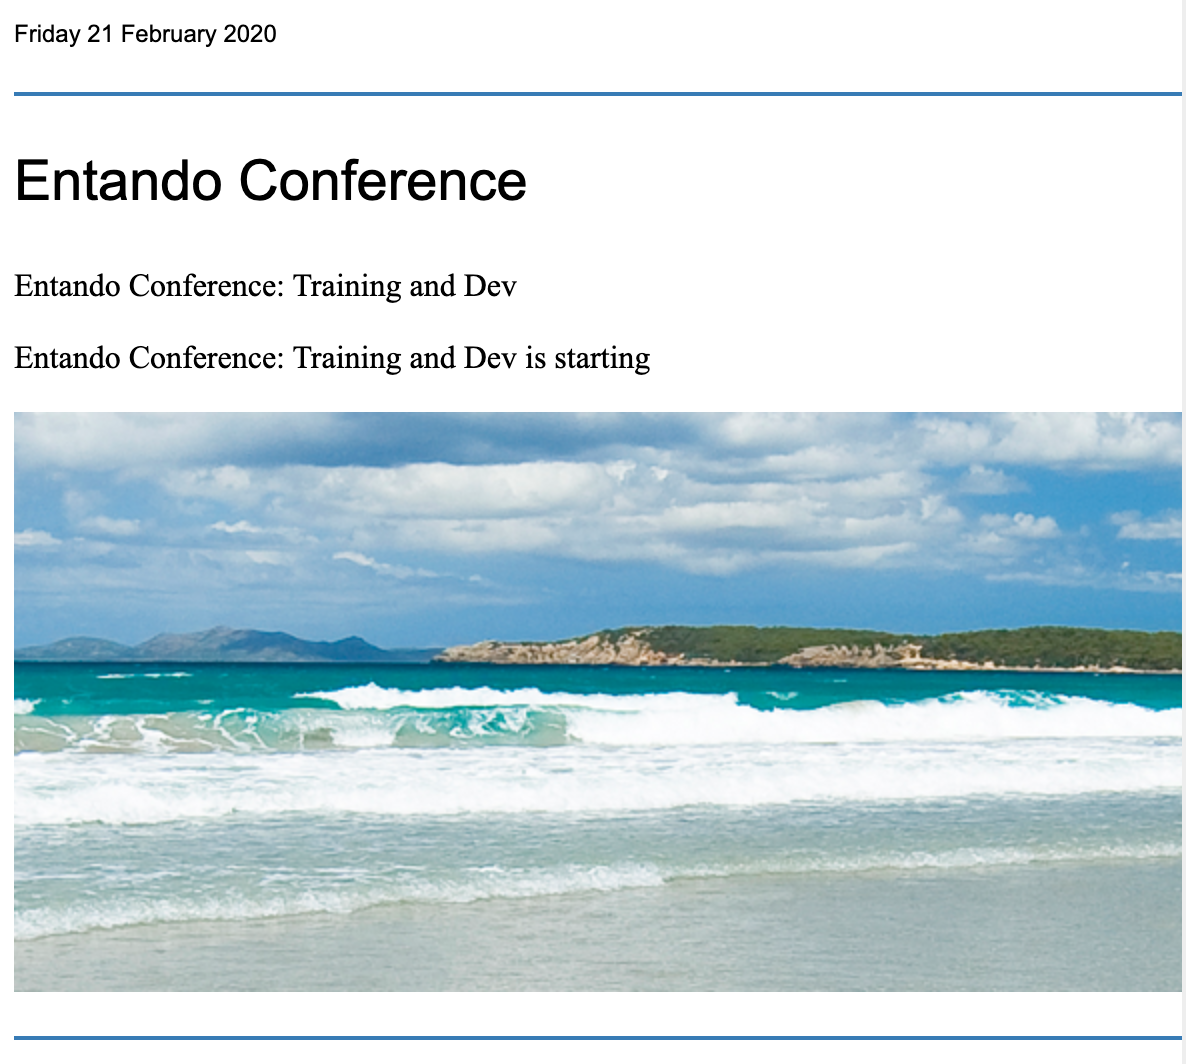 Friday 21 February 2020
Entando Conference
Entando Conference: Training and Dev
Entando Conference: Training and Dev is starting